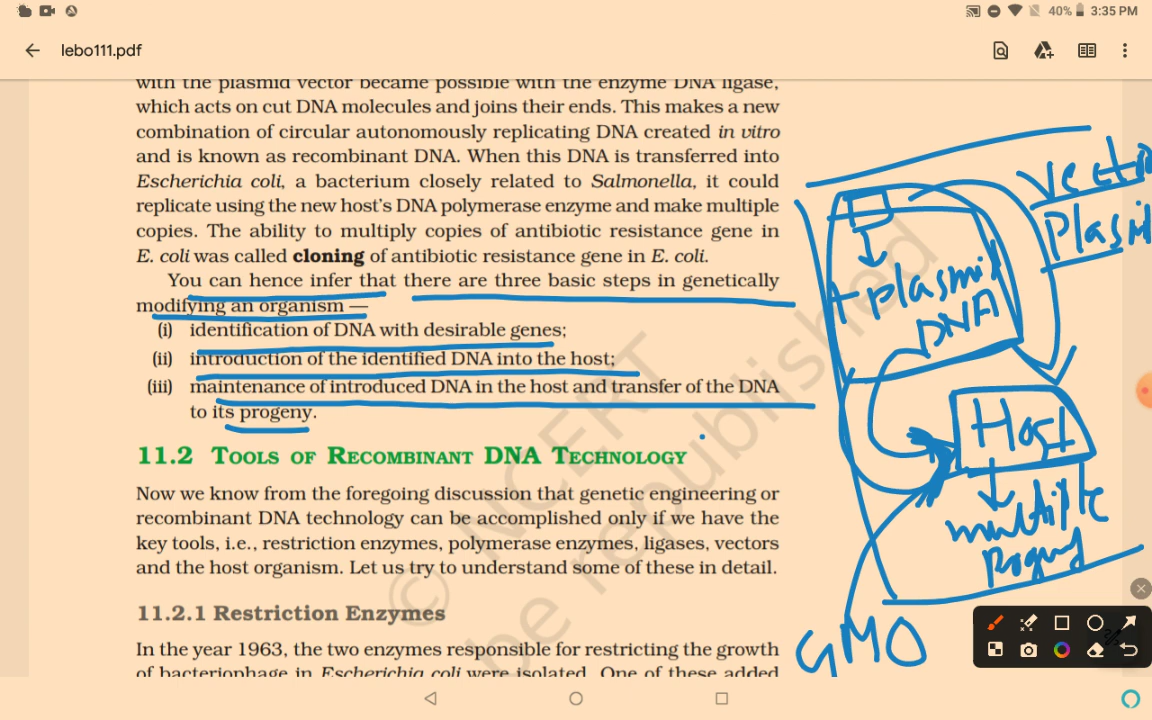 40% 3:35 PM
lebo111.pdf
with the plasmid vector became possible with the enzyme DNA ligase,
which acts on cut DNA molecules and joins their ends. This makes a new
combination of circular autonomously replicating DNA created in vitro
and is known as recombinant DNA. When this DNA is transferred into
Escherichia coli, a bacterium closely related to Salmonella, it could
replicate using the new host's DNA polymerase enzyme and make multiple
copies. The ability to multiply copies of antibiotic resistance gene in
E. coli was called cloning of antibiotic resistance gene in E. coli.
You can hence infer that there are three basic steps in genetically
modifying an organism —
(i) identification of DNA with desirable genes;
(ii) introduction of the identified DNA into the host;
(iii) maintenance of introduced DNA in the host and transfer of the DNA
to its progeny.
11.2 TOOLS OF RECOMBINANT DNA TECHNOLOGY
Now we know from the foregoing discussion that genetic engineering or
recombinant DNA technology can be accomplished only if we have the
key tools, i.e., restriction enzymes, polymerase enzymes, ligases, vectors
and the host organism. Let us try to understand some of these in detail.
11.2.1 Restriction Enzymes
In the year 1963, the two enzymes responsible for restricting the growth
of bacteriophage in Escherichia coli were isolated. One of these added
© NCERT
be republished
plasmid
DNA
Host
multiple
GMO